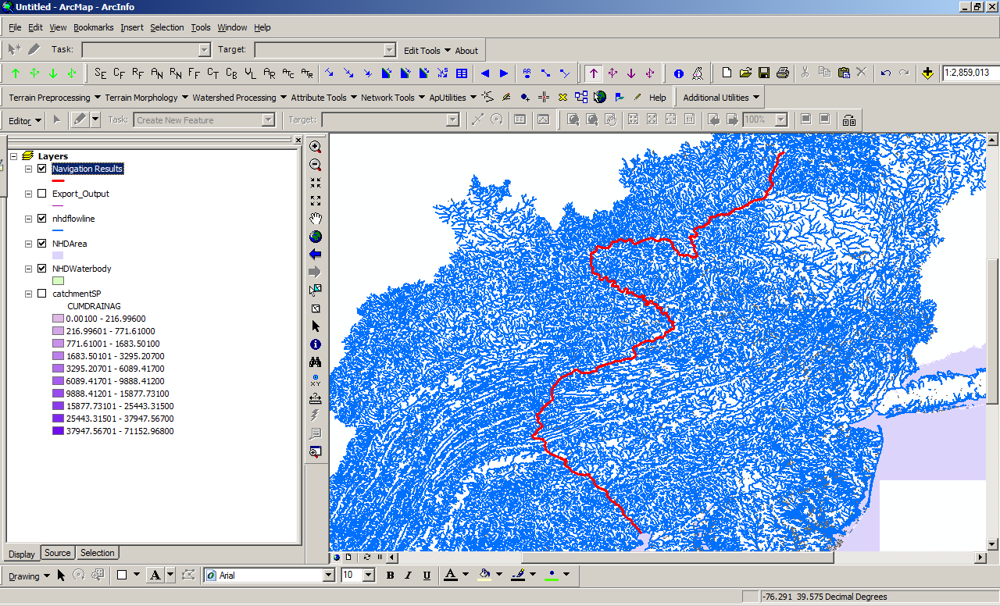 Untitled - ArcMap - ArcInfo
File Edit View Bookmarks Insert Selection Tools Window Help
Task: Target: Edit Tools About
SE CF RF AN RN FF CT CB VL AR ATC ATR AP 1:2,859,013
Terrain Preprocessing Terrain Morphology Watershed Processing Attribute Tools Network Tools ApUtilities Help Additional Utilities
Editor Task: Create New Feature Target: 100%
Layers
Navigation Results
Export_Output
nhdflowline
NHDArea
NHDWaterbody
catchmentSP
CUMDRAINAG
0.00100 - 216.99600
216.99601 - 771.61000
771.61001 - 1683.50100
1683.50101 - 3295.20700
3295.20701 - 6089.41700
6089.41701 - 9888.41200
9888.41201 - 15877.73100
15877.73101 - 25443.31500
25443.31501 - 37947.56700
37947.56701 - 71152.96800
XY
Display Source Selection
Drawing A Arial 10 B I U A
-76.291 39.575 Decimal Degrees